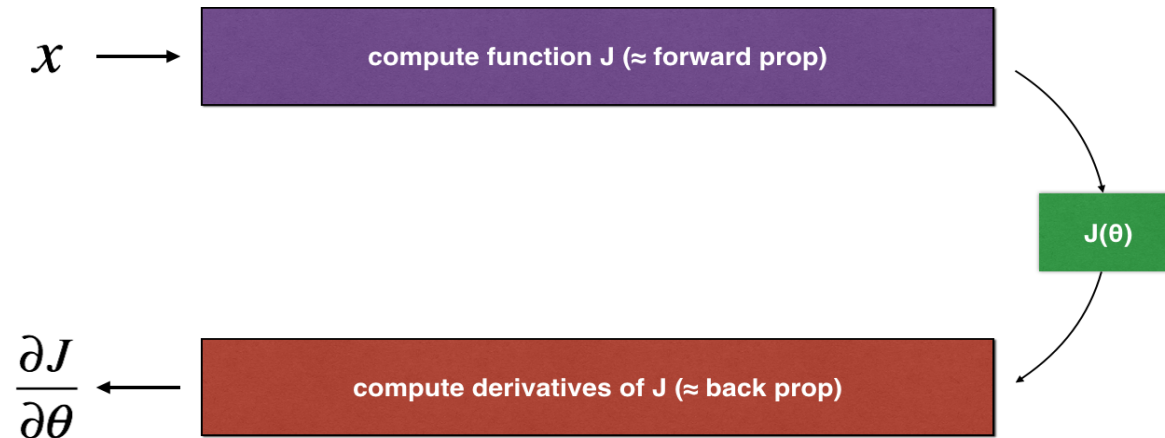 x
compute function J (≈ forward prop)
J(θ)
∂J
∂θ
compute derivatives of J (≈ back prop)